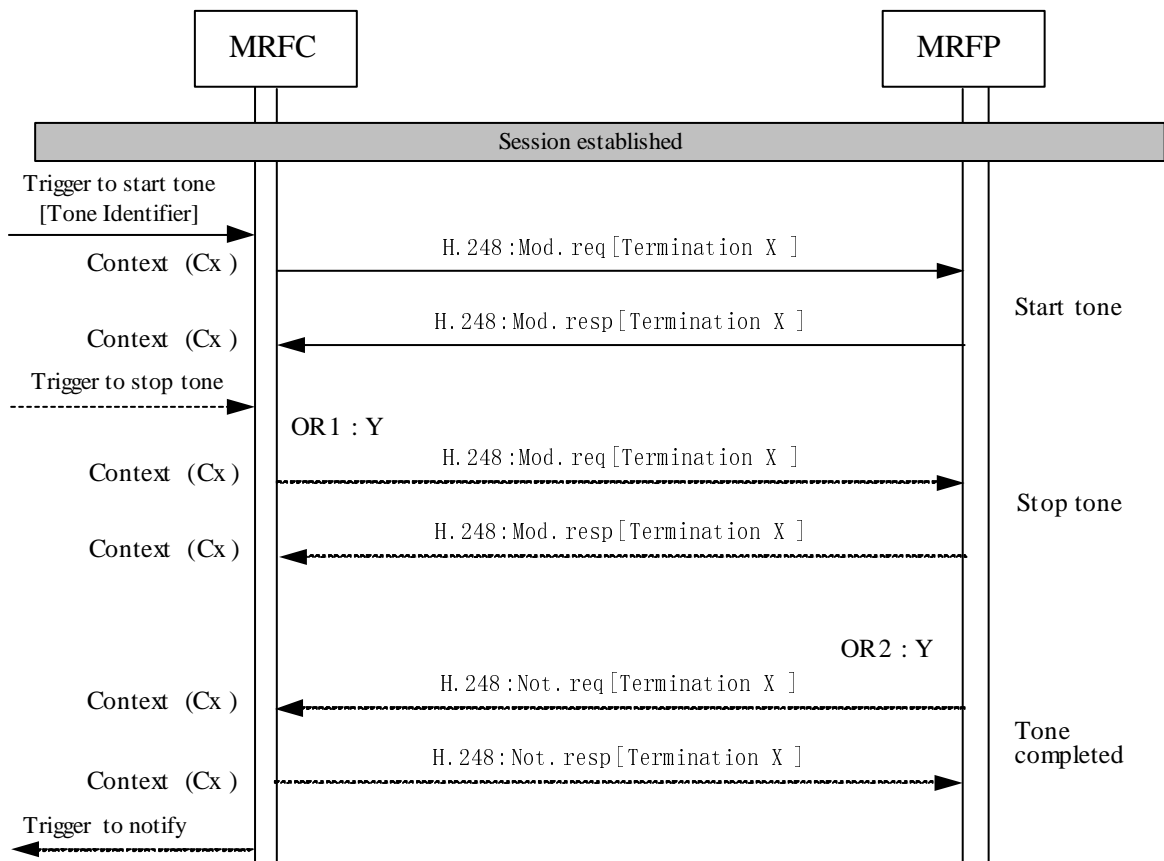 MRFC
MRFP
Session established
Trigger to start tone
[Tone Identifier]
Context (Cx )
H.248:Mod.req[Termination X ]
Start tone
Context (Cx )
H.248:Mod.resp[Termination X ]
Trigger to stop tone
OR1 : Y
Context (Cx )
H.248:Mod.req[Termination X ]
Stop tone
Context (Cx )
H.248:Mod.resp[Termination X ]
OR2 : Y
Context (Cx )
H.248:Not.req[Termination X ]
Tone
completed
Context (Cx )
H.248:Not.resp[Termination X ]
Trigger to notify